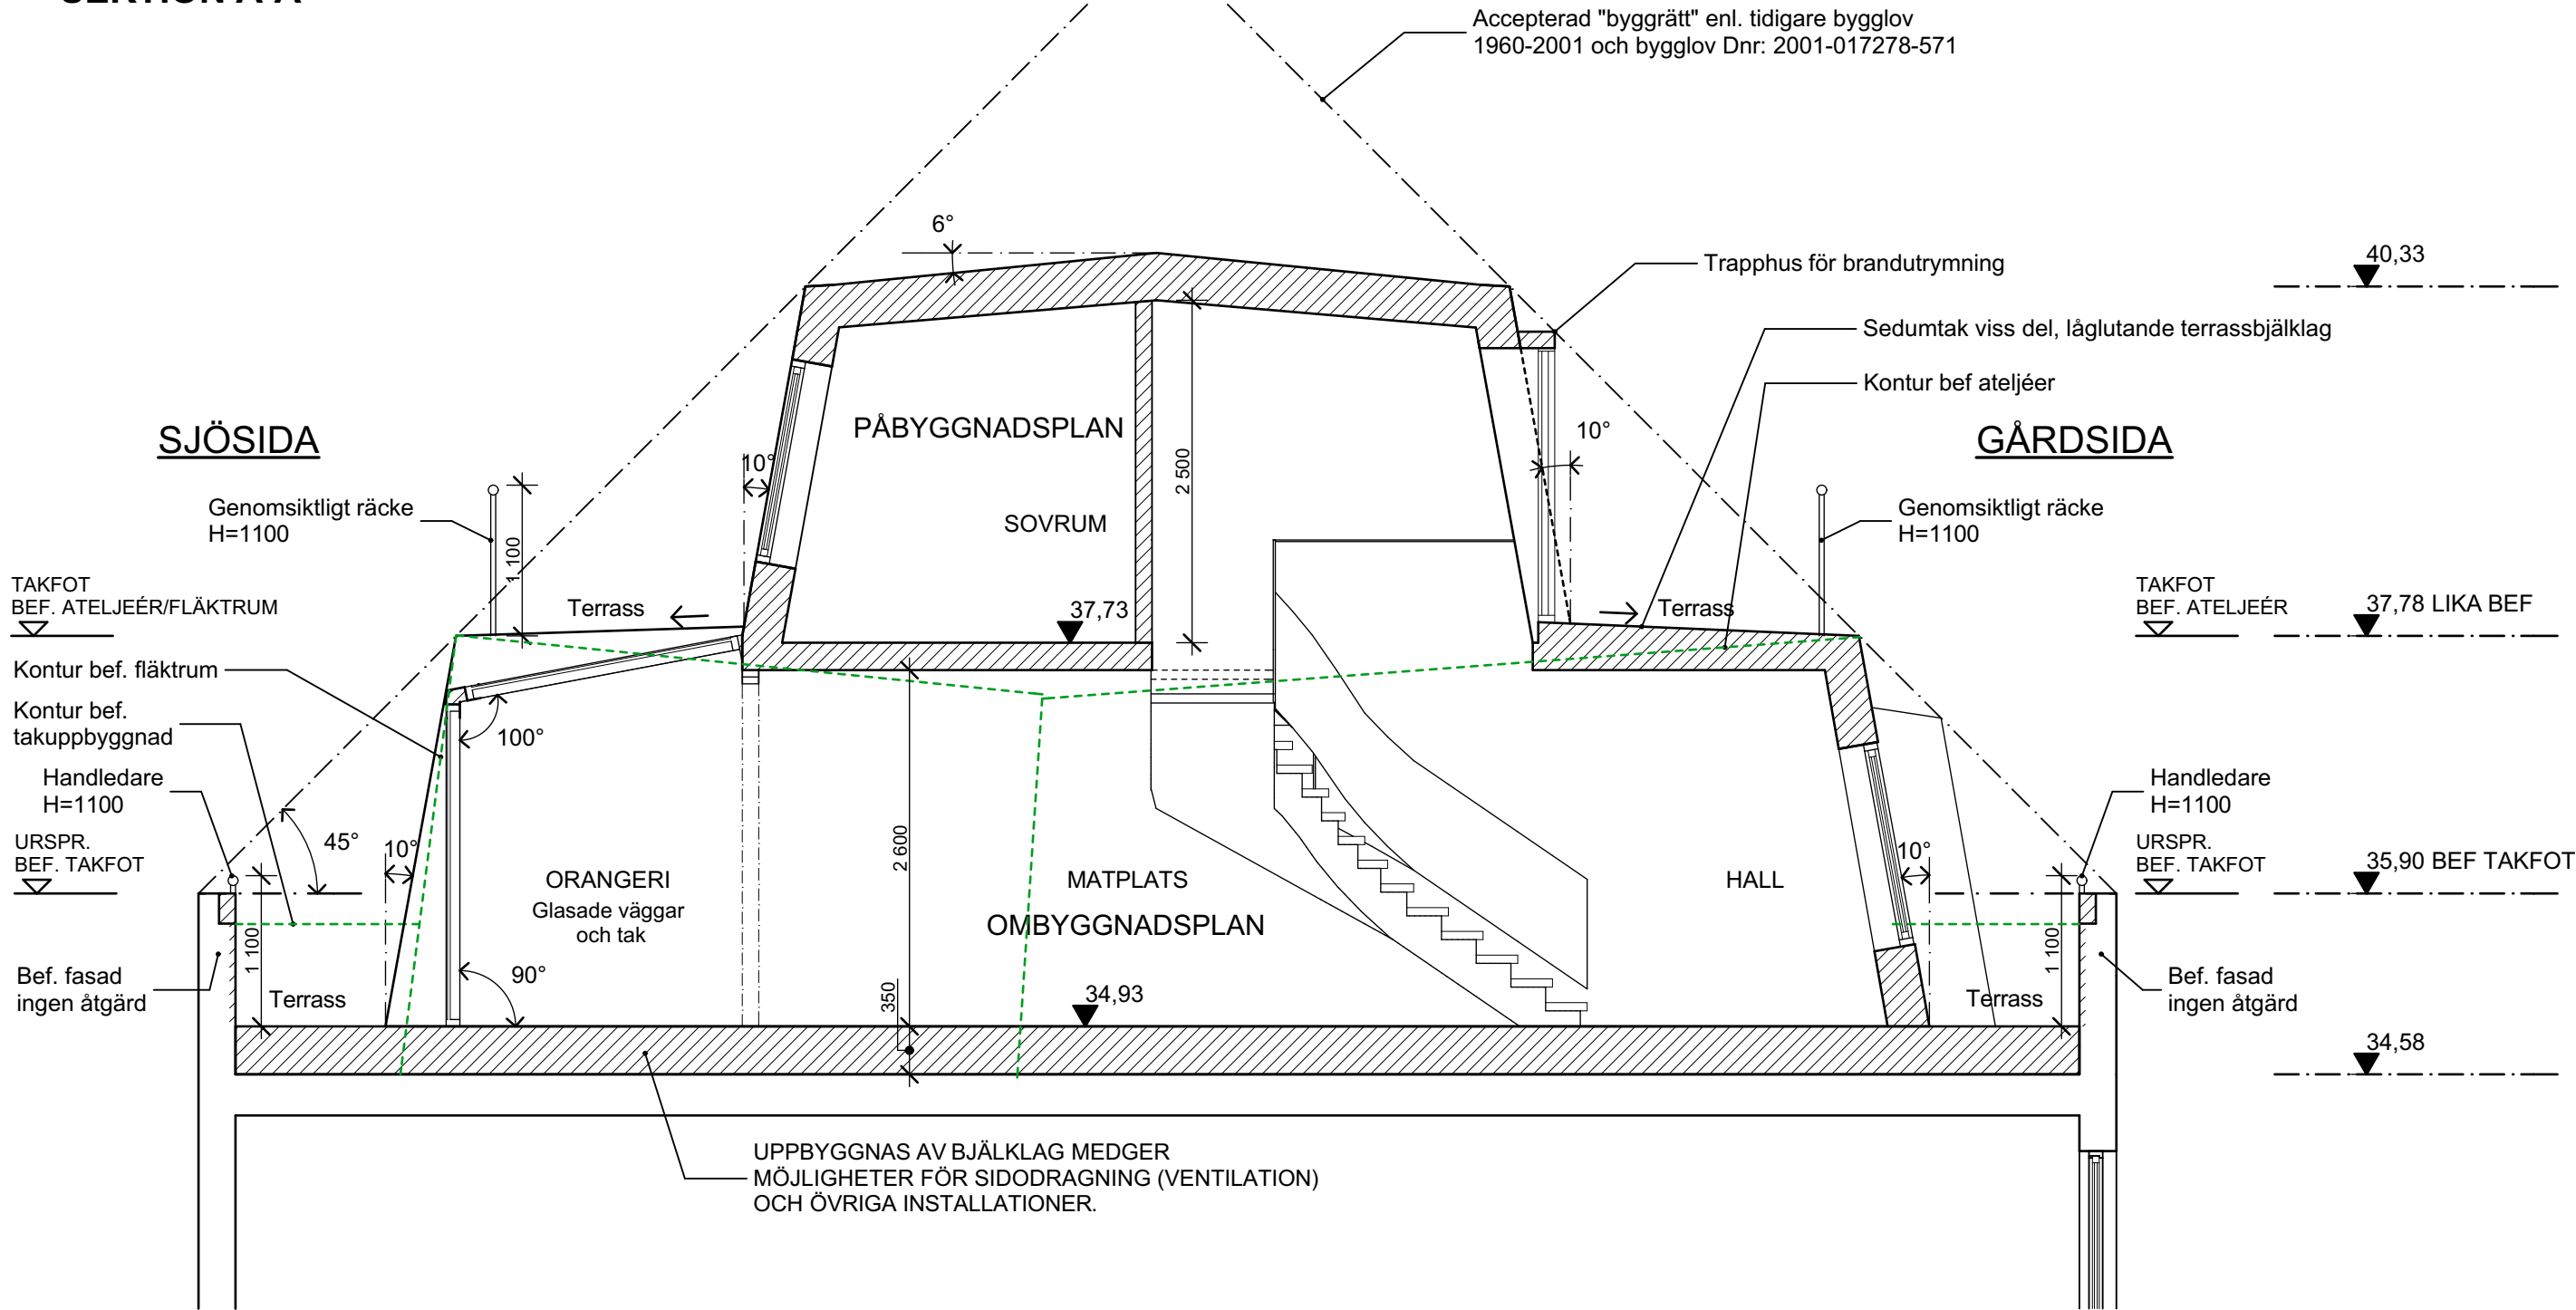 Accepterad "byggrätt" enl. tidigare bygglov
1960-2001 och bygglov Dnr: 2001-017278-571
6°
Trapphus för brandutrymning
40,33
Sedumtak viss del, låglutande terrassbjälklag
Kontur bef ateljéer
SJÖSIDA
PÅBYGGNADSPLAN
GÅRDSIDA
10°
10°
2 500
Genomsiktligt räcke
H=1100
1 100
SOVRUM
Genomsiktligt räcke
H=1100
TAKFOT
BEF. ATELJEÉR/FLÄKTRUM
Terrass
37,73
Terrass
TAKFOT
BEF. ATELJEÉR
37,78 LIKA BEF
Kontur bef. fläktrum
Kontur bef.
takuppbyggnad
100°
Handledare
H=1100
Handledare
H=1100
URSPR.
BEF. TAKFOT
45°
10°
2 600
10°
URSPR.
BEF. TAKFOT
35,90 BEF TAKFOT
ORANGERI
Glasade väggar
och tak
MATPLATS
OMBYGGNADSPLAN
HALL
1 100
1 100
Bef. fasad
ingen åtgärd
Terrass
90°
350
34,93
Terrass
Bef. fasad
ingen åtgärd
34,58
UPPBYGGNAS AV BJÄLKLAG MEDGER
MÖJLIGHETER FÖR SIDODRAGNING (VENTILATION)
OCH ÖVRIGA INSTALLATIONER.